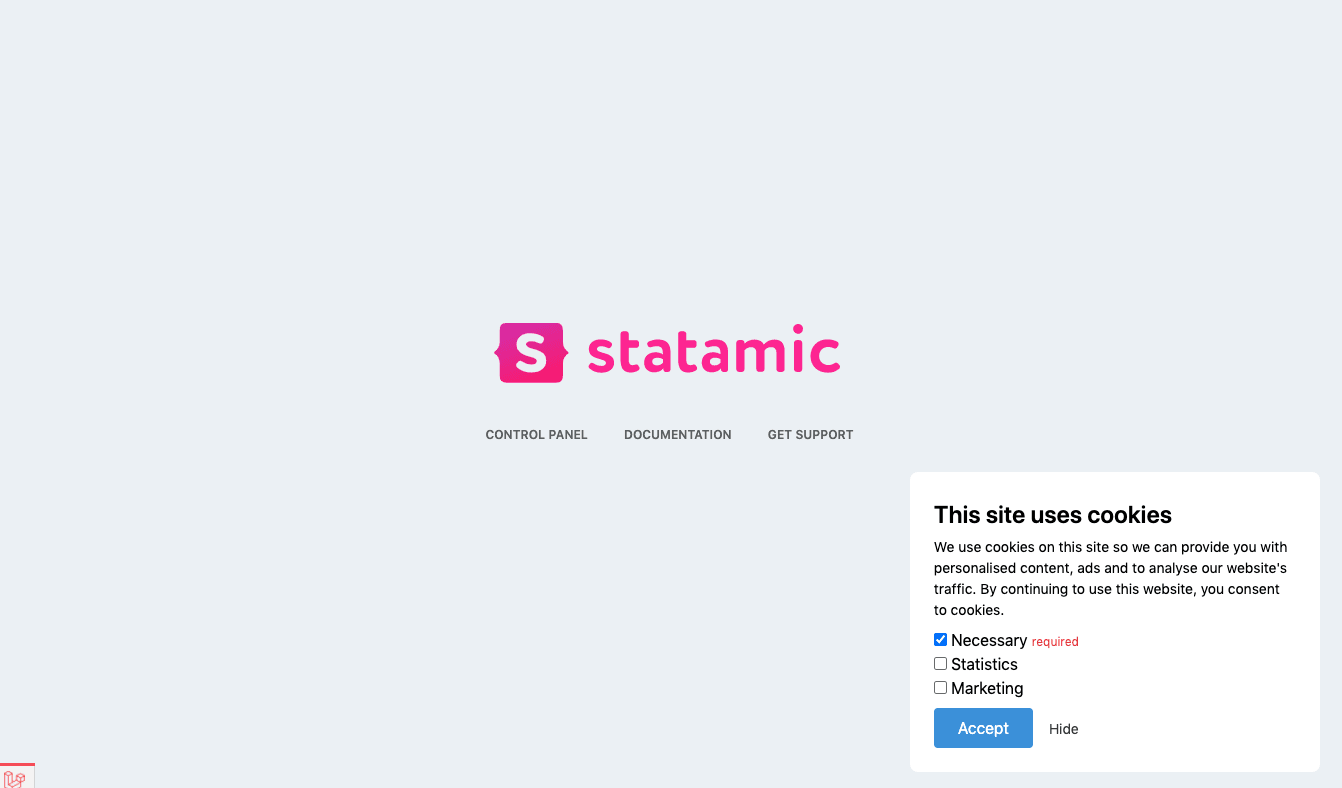 S statamic
CONTROL PANEL DOCUMENTATION GET SUPPORT
This site uses cookies
We use cookies on this site so we can provide you with
personalised content, ads and to analyse our website's
traffic. By continuing to use this website, you consent
to cookies.
Necessary required
Statistics
Marketing
Accept Hide